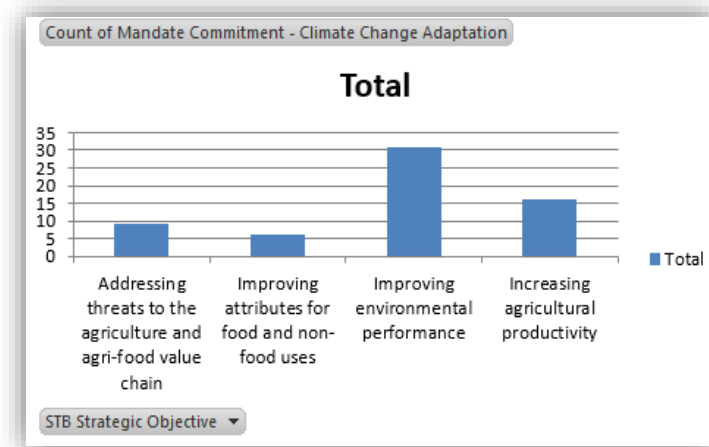 Count of Mandate Commitment - Climate Change Adaptation
Total
35
30
25
20
15
10
5
0
Addressing
threats to the
agriculture and
agri-food value
chain
Improving
attributes for
food and non-
food uses
Improving
environmental
performance
Increasing
agricultural
productivity
Total
STB Strategic Objective